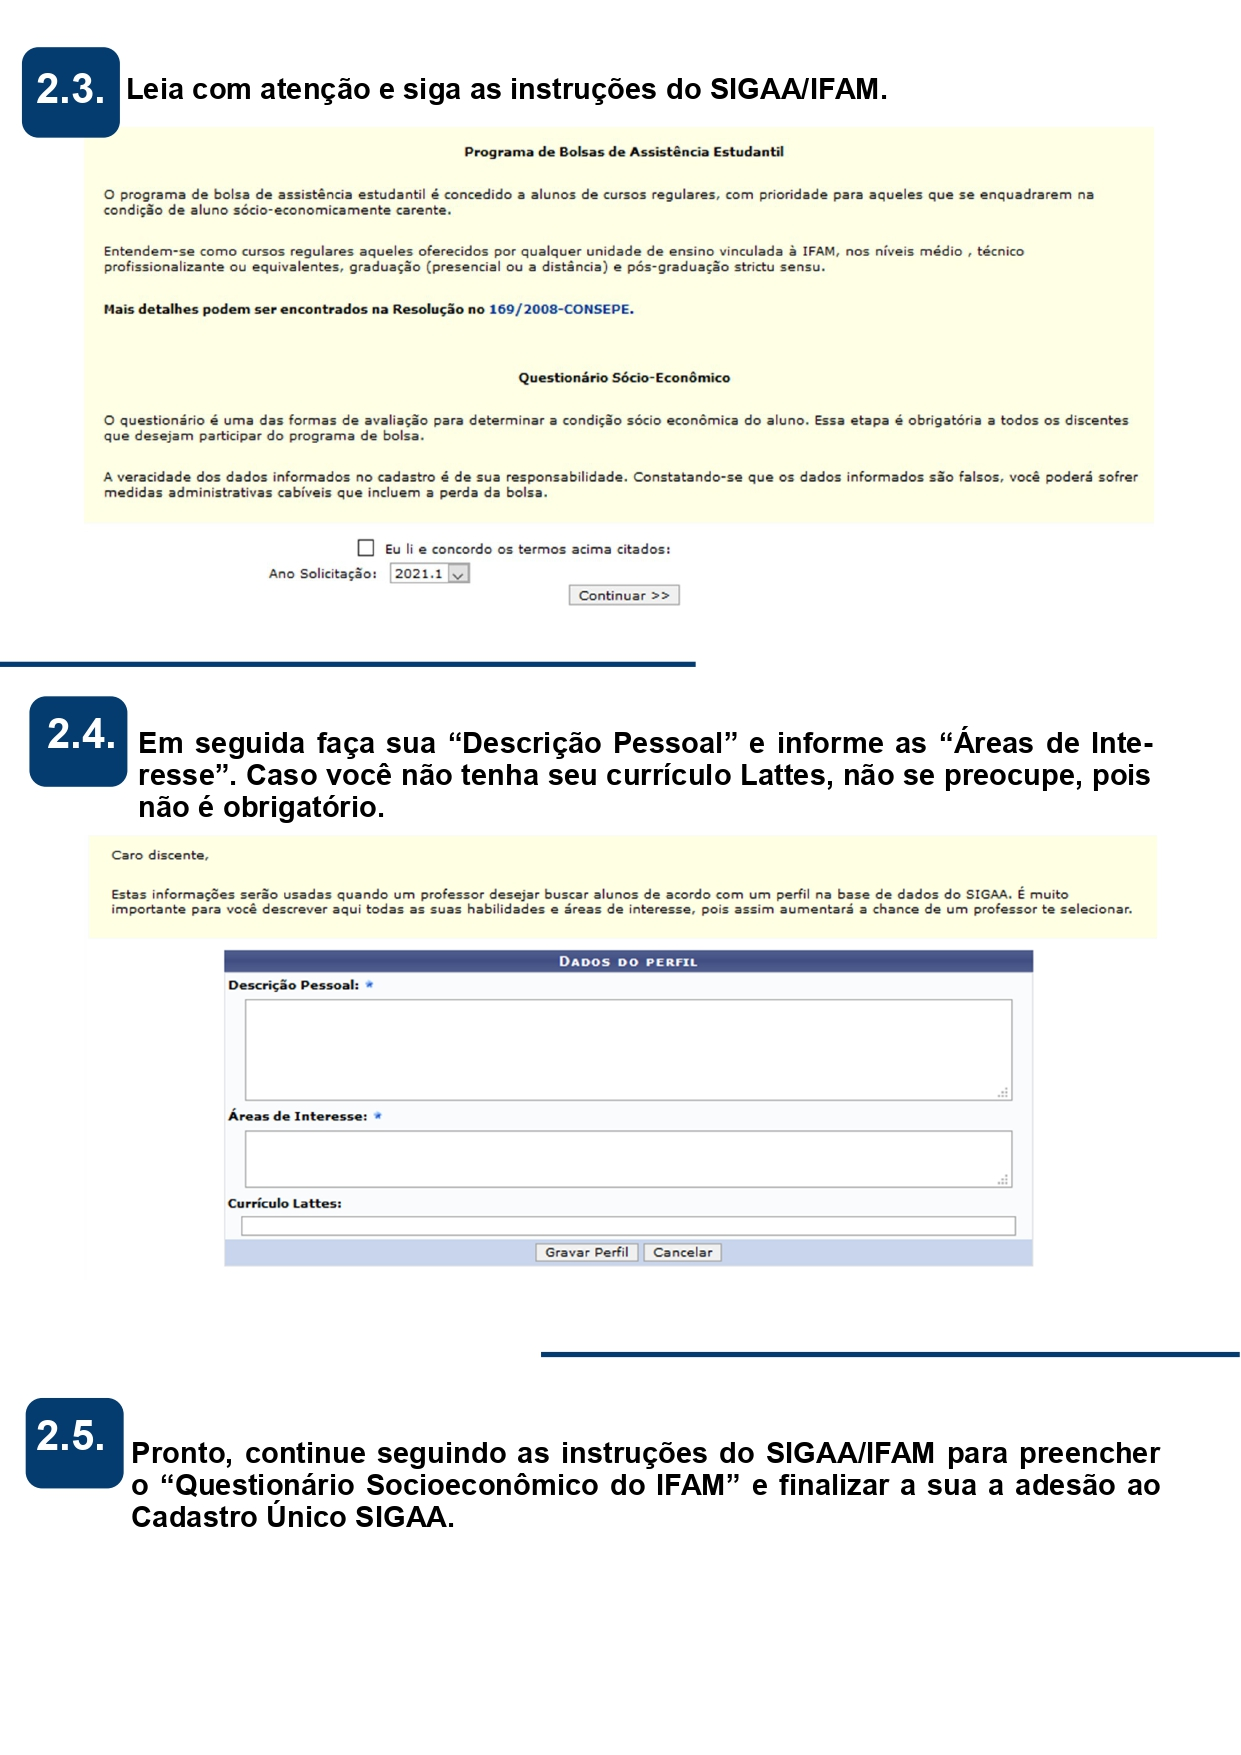 2.3. Leia com atenção e siga as instruções do SIGAA/IFAM.
Programa de Bolsas de Assistência Estudantil
O programa de bolsa de assistência estudantil é concedido a alunos de cursos regulares, com prioridade para aqueles que se enquadrarem na
condição de aluno sócio-economicamente carente.
Entendem-se como cursos regulares aqueles oferecidos por qualquer unidade de ensino vinculada à IFAM, nos níveis médio , técnico
profissionalizante ou equivalentes, graduação (presencial ou a distância) e pós-graduação strictu sensu.
Mais detalhes podem ser encontrados na Resolução no 169/2008-CONSEPE.
Questionário Sócio-Econômico
O questionário é uma das formas de avaliação para determinar a condição sócio econômica do aluno. Essa etapa é obrigatória a todos os discentes
que desejam participar do programa de bolsa.
A veracidade dos dados informados no cadastro é de sua responsabilidade. Constatando-se que os dados informados são falsos, você poderá sofrer
medidas administrativas cabíveis que incluem a perda da bolsa.
Eu li e concordo os termos acima citados:
Ano Solicitação: 2021.1
Continuar >>
2.4. Em seguida faça sua “Descrição Pessoal” e informe as “Áreas de Inte-
resse”. Caso você não tenha seu currículo Lattes, não se preocupe, pois
não é obrigatório.
Caro discente,
Estas informações serão usadas quando um professor desejar buscar alunos de acordo com um perfil na base de dados do SIGAA. É muito
importante para você descrever aqui todas as suas habilidades e áreas de interesse, pois assim aumentará a chance de um professor te selecionar.
DADOS DO PERFIL
Descrição Pessoal: *
Áreas de Interesse: *
Currículo Lattes:
Gravar Perfil Cancelar
2.5. Pronto, continue seguindo as instruções do SIGAA/IFAM para preencher
o “Questionário Socioeconômico do IFAM” e finalizar a sua a adesão ao
Cadastro Único SIGAA.